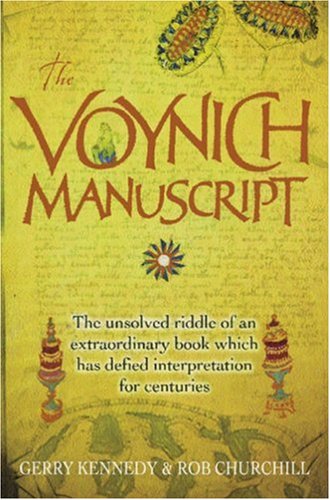 The
VOYNICH
MANUSCRIPT
The unsolved riddle of an
extraordinary book which
has defied interpretation
for centuries
GERRY KENNEDY & ROB CHURCHILL